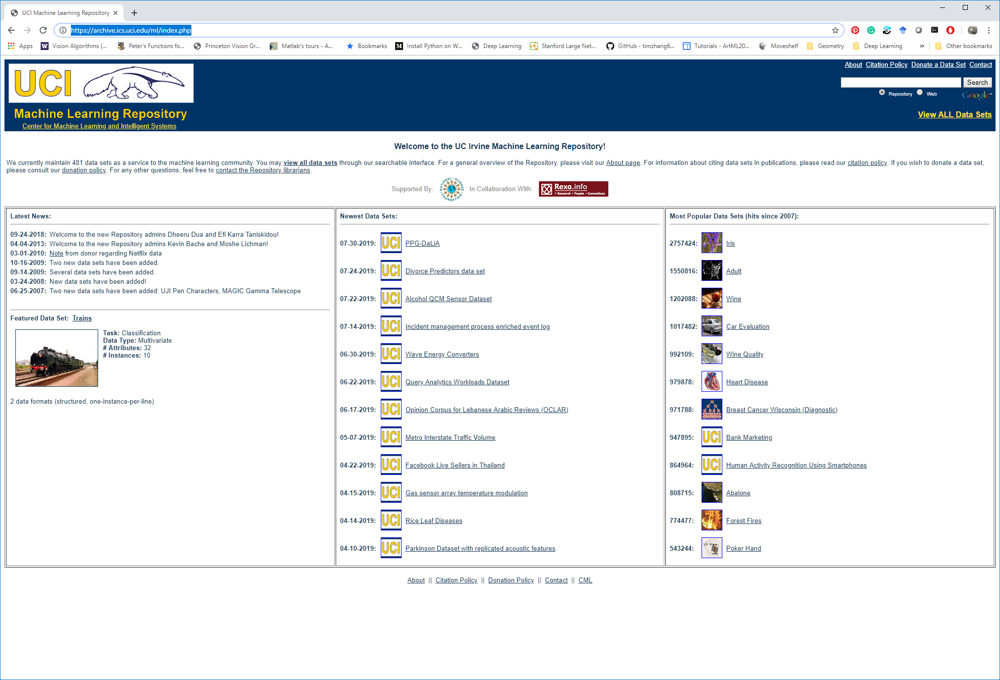 UCI Machine Learning Repository
https://archive.ics.uci.edu/ml/index.php
Apps
Vision Algorithms (...
Peter's Functions fo...
Princeton Vision Gr...
Matlab's tours - A...
Bookmarks
Install Python on W...
Deep Learning
Stanford Large Net...
GitHub - timzhang6...
Tutorials - ArtML20...
Moveshelf
Geometry
Deep Learning
»
Other bookmarks
UCI
Machine Learning Repository
Center for Machine Learning and Intelligent Systems
About Citation Policy Donate a Data Set Contact
Search
Repository Web Google™
View ALL Data Sets
Welcome to the UC Irvine Machine Learning Repository!
We currently maintain 481 data sets as a service to the machine learning community. You may view all data sets through our searchable interface. For a general overview of the Repository, please visit our About page. For information about citing data sets in publications, please read our citation policy. If you wish to donate a data set,
please consult our donation policy. For any other questions, feel free to contact the Repository librarians.
Supported By: NATIONAL SCIENCE FOUNDATION In Collaboration With: Rexa.info
Research • People • Connections
Latest News:
09-24-2018: Welcome to the new Repository admins Dheeru Dua and Efi Karra Taniskidou!
04-04-2013: Welcome to the new Repository admins Kevin Bache and Moshe Lichman!
03-01-2010: Note from donor regarding Netflix data
10-16-2009: Two new data sets have been added.
09-14-2009: Several data sets have been added.
03-24-2008: New data sets have been added!
06-25-2007: Two new data sets have been added: UJI Pen Characters, MAGIC Gamma Telescope
Featured Data Set: Trains
Task: Classification
Data Type: Multivariate
# Attributes: 32
# Instances: 10
2 data formats (structured, one-instance-per-line)
Newest Data Sets:
07-30-2019: UCI PPG-DaLiA
07-24-2019: UCI Divorce Predictors data set
07-22-2019: UCI Alcohol QCM Sensor Dataset
07-14-2019: UCI Incident management process enriched event log
06-30-2019: UCI Wave Energy Converters
06-22-2019: UCI Query Analytics Workloads Dataset
06-17-2019: UCI Opinion Corpus for Lebanese Arabic Reviews (OCLAR)
05-07-2019: UCI Metro Interstate Traffic Volume
04-22-2019: UCI Facebook Live Sellers in Thailand
04-15-2019: UCI Gas sensor array temperature modulation
04-14-2019: UCI Rice Leaf Diseases
04-10-2019: UCI Parkinson Dataset with replicated acoustic features
Most Popular Data Sets (hits since 2007):
2757424: Iris
1550816: Adult
1202088: Wine
1017482: Car Evaluation
992109: Wine Quality
979878: Heart Disease
971788: Breast Cancer Wisconsin (Diagnostic)
947895: UCI Bank Marketing
864964: UCI Human Activity Recognition Using Smartphones
808715: Abalone
774477: Forest Fires
543244: Poker Hand
About || Citation Policy || Donation Policy || Contact || CML